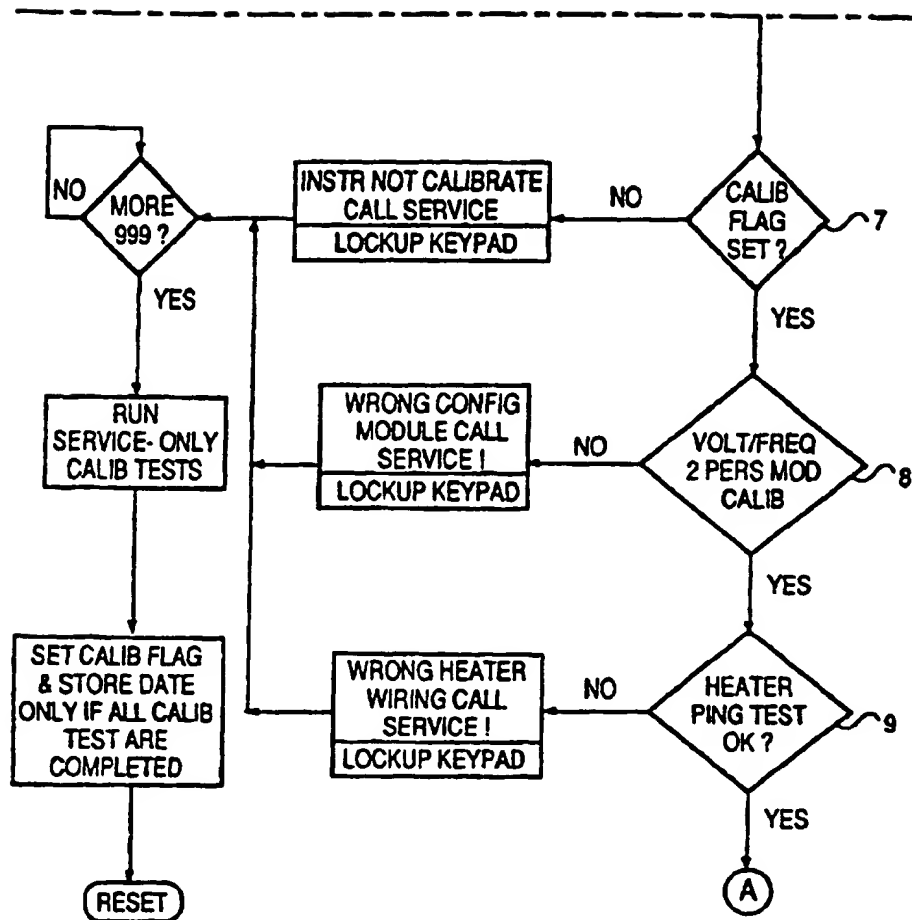 CALIB
FLAG
SET ?
7
NO
YES
INSTR NOT CALIBRATE
CALL SERVICE
LOCKUP KEYPAD
MORE
999 ?
NO
YES
VOLT/FREQ
2 PERS MOD
CALIB
8
NO
YES
WRONG CONFIG
MODULE CALL
SERVICE !
LOCKUP KEYPAD
RUN
SERVICE- ONLY
CALIB TESTS
HEATER
PING TEST
OK ?
9
NO
YES
WRONG HEATER
WIRING CALL
SERVICE !
LOCKUP KEYPAD
SET CALIB FLAG
& STORE DATE
ONLY IF ALL CALIB
TEST ARE
COMPLETED
RESET
A